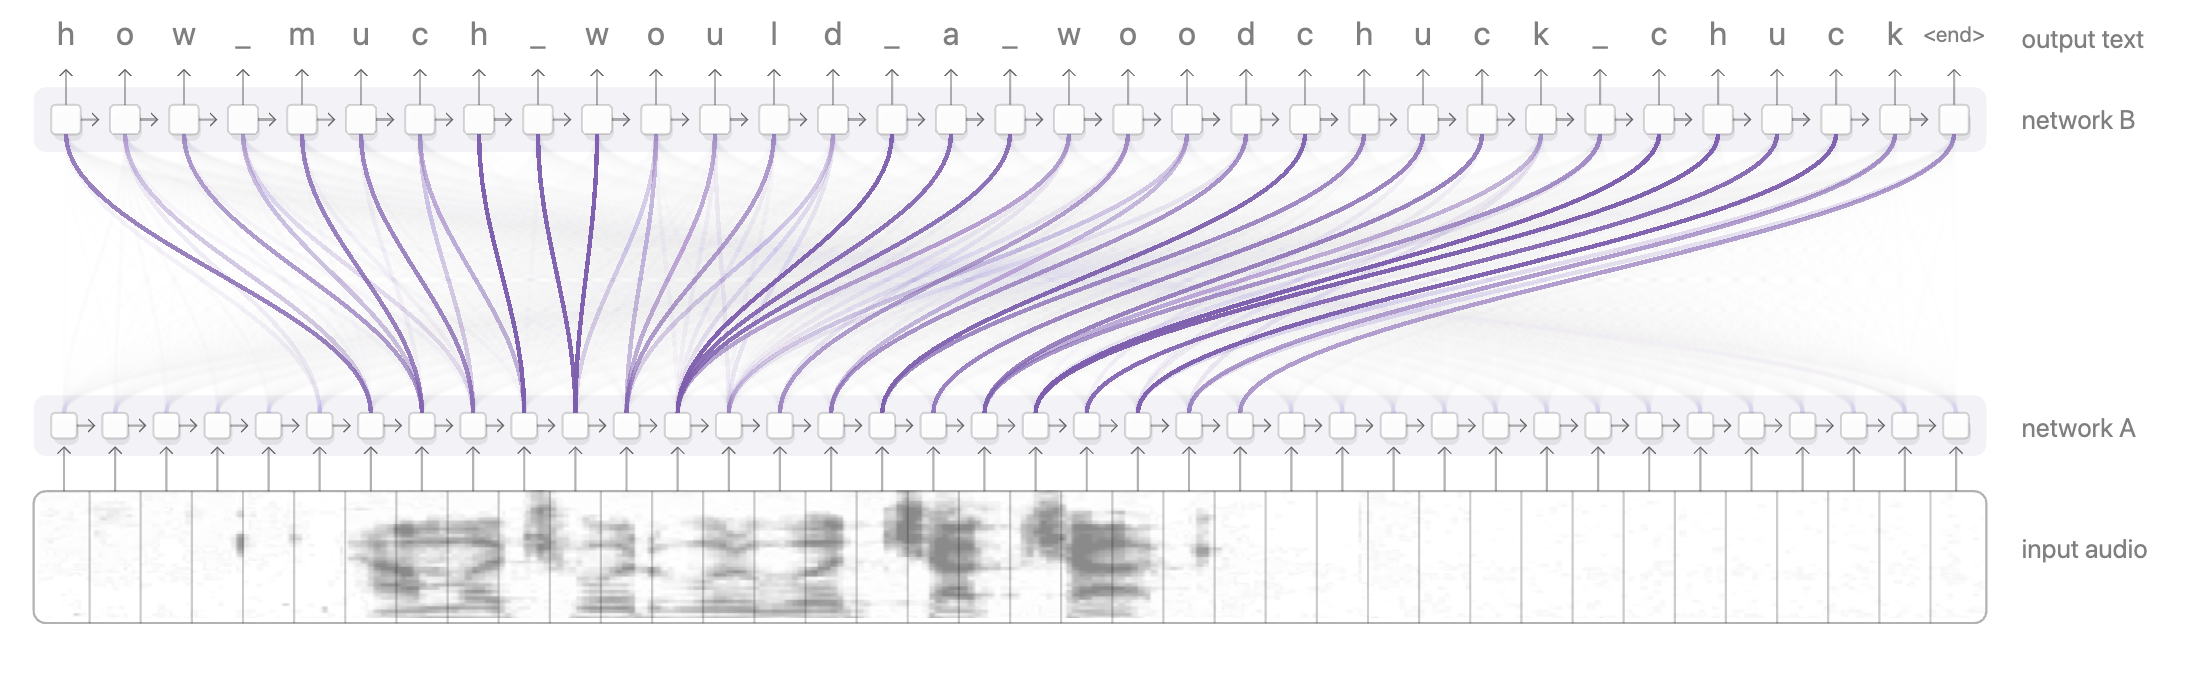 h o w _ m u c h _ w o u l d _ a _ w o o d c h u c k _ c h u c k <end> output text
network B
network A
input audio